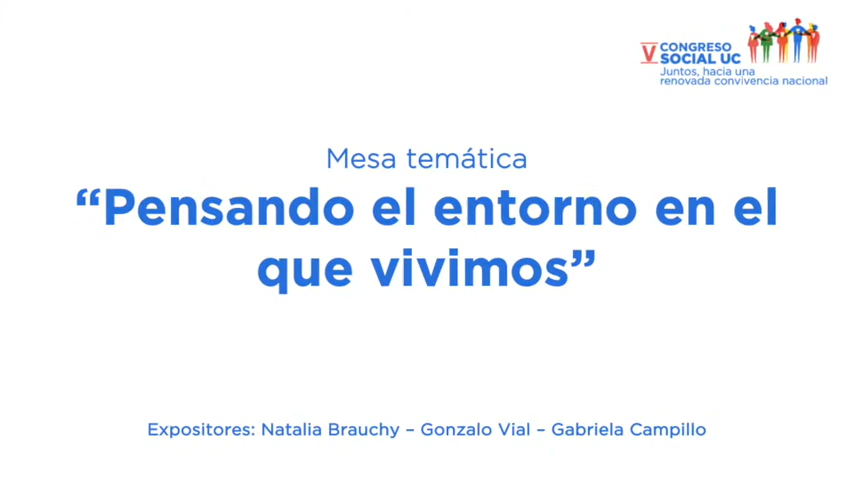 V CONGRESO
SOCIAL UC
Juntos, hacia una
renovada convivencia nacional
Mesa temática
“Pensando el entorno en el
que vivimos”
Expositores: Natalia Brauchy – Gonzalo Vial – Gabriela Campillo